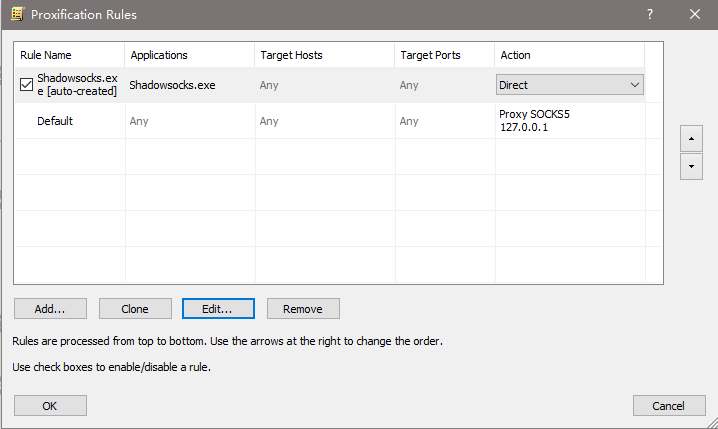 Proxification Rules
Rule Name Applications Target Hosts Target Ports Action
Shadowsocks.ex
e [auto-created] Shadowsocks.exe Any Any Direct
Default Any Any Any Proxy SOCKS5
127.0.0.1
Add... Clone Edit... Remove
Rules are processed from top to bottom. Use the arrows at the right to change the order.
Use check boxes to enable/disable a rule.
OK Cancel